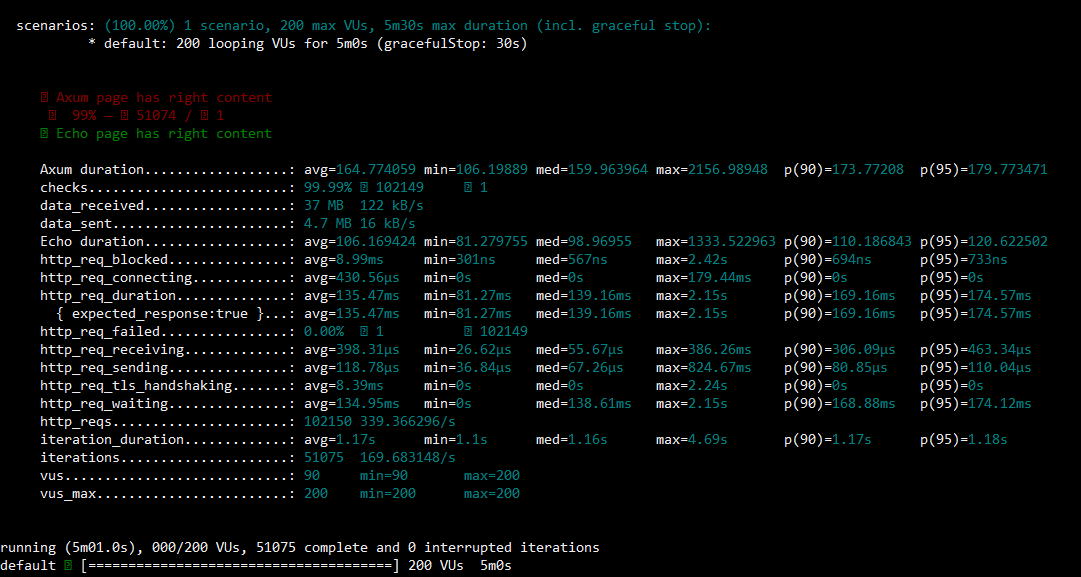 scenarios: (100.00%) 1 scenario, 200 max VUs, 5m30s max duration (incl. graceful stop):
* default: 200 looping VUs for 5m0s (gracefulStop: 30s)
Axum page has right content
99% — 51074 / 1
Echo page has right content
Axum duration..................: avg=164.774059 min=106.19889 med=159.963964 max=2156.98948 p(90)=173.77208 p(95)=179.773471
checks.........................: 99.99% 102149 1
data_received..................: 37 MB 122 kB/s
data_sent......................: 4.7 MB 16 kB/s
Echo duration..................: avg=106.169424 min=81.279755 med=98.96955 max=1333.522963 p(90)=110.186843 p(95)=120.622502
http_req_blocked...............: avg=8.99ms min=301ns med=567ns max=2.42s p(90)=694ns p(95)=733ns
http_req_connecting............: avg=430.56µs min=0s med=0s max=179.44ms p(90)=0s p(95)=0s
http_req_duration..............: avg=135.47ms min=81.27ms med=139.16ms max=2.15s p(90)=169.16ms p(95)=174.57ms
{ expected_response:true }...: avg=135.47ms min=81.27ms med=139.16ms max=2.15s p(90)=169.16ms p(95)=174.57ms
http_req_failed................: 0.00% 1 102149
http_req_receiving.............: avg=398.31µs min=26.62µs med=55.67µs max=386.26ms p(90)=306.09µs p(95)=463.34µs
http_req_sending...............: avg=118.78µs min=36.84µs med=67.26µs max=824.67ms p(90)=80.85µs p(95)=110.04µs
http_req_tls_handshaking.......: avg=8.39ms min=0s med=0s max=2.24s p(90)=0s p(95)=0s
http_req_waiting...............: avg=134.95ms min=0s med=138.61ms max=2.15s p(90)=168.88ms p(95)=174.12ms
http_reqs......................: 102150 339.366296/s
iteration_duration.............: avg=1.17s min=1.1s med=1.16s max=4.69s p(90)=1.17s p(95)=1.18s
iterations.....................: 51075 169.683148/s
vus............................: 90 min=90 max=200
vus_max........................: 200 min=200 max=200
running (5m01.0s), 000/200 VUs, 51075 complete and 0 interrupted iterations
default [======================================] 200 VUs 5m0s